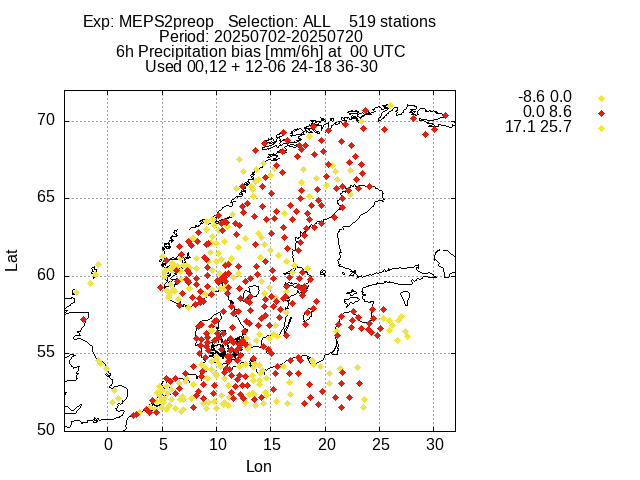 Exp: MEPS2preop   Selection: ALL    519 stations
Period: 20250702-20250720
6h Precipitation bias [mm/6h] at  00 UTC
Used 00,12 + 12-06 24-18 36-30
-8.6 0.0
0.0 8.6
17.1 25.7
70
65
60
55
50
Lat
0 5 10 15 20 25 30
Lon